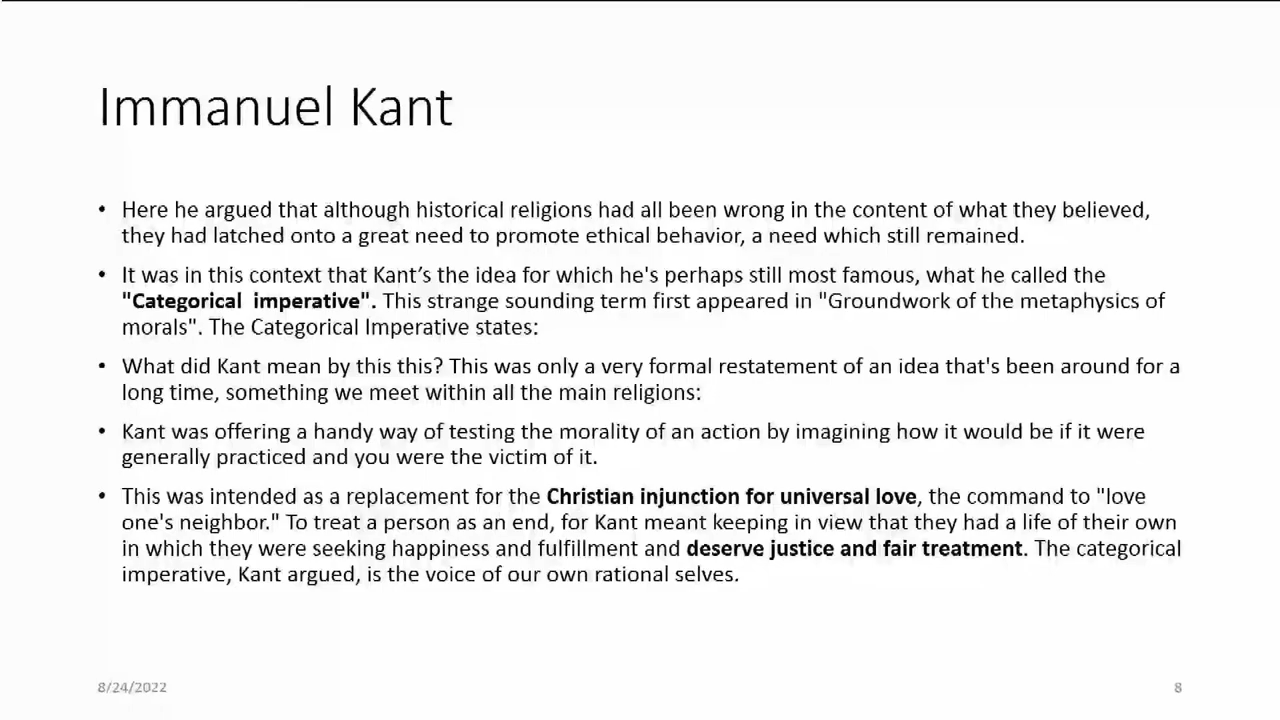 Immanuel Kant
• Here he argued that although historical religions had all been wrong in the content of what they believed,
they had latched onto a great need to promote ethical behavior, a need which still remained.
• It was in this context that Kant’s the idea for which he's perhaps still most famous, what he called the
"Categorical imperative". This strange sounding term first appeared in "Groundwork of the metaphysics of
morals". The Categorical Imperative states:
• What did Kant mean by this this? This was only a very formal restatement of an idea that's been around for a
long time, something we meet within all the main religions:
• Kant was offering a handy way of testing the morality of an action by imagining how it would be if it were
generally practiced and you were the victim of it.
• This was intended as a replacement for the Christian injunction for universal love, the command to "love
one's neighbor." To treat a person as an end, for Kant meant keeping in view that they had a life of their own
in which they were seeking happiness and fulfillment and deserve justice and fair treatment. The categorical
imperative, Kant argued, is the voice of our own rational selves.
8/24/2022
8